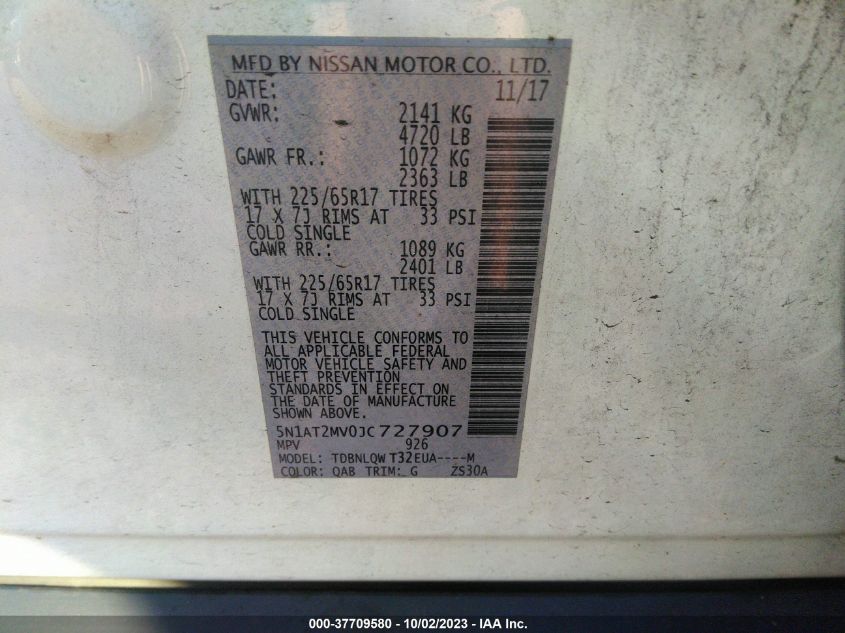 MFD BY NISSAN MOTOR CO., LTD.
DATE: 11/17
GVWR: 2141 KG
4720 LB
GAWR FR.: 1072 KG
2363 LB
WITH 225/65R17 TIRES
17 X 7J RIMS AT 33 PSI
COLD SINGLE
GAWR RR.: 1089 KG
2401 LB
WITH 225/65R17 TIRES
17 X 7J RIMS AT 33 PSI
COLD SINGLE
THIS VEHICLE CONFORMS TO
ALL APPLICABLE FEDERAL
MOTOR VEHICLE SAFETY AND
THEFT PREVENTION
STANDARDS IN EFFECT ON
THE DATE OF MANUFACTURE
SHOWN ABOVE.
5N1AT2MV0JC727907
MPV 926
MODEL: TDBNLQW T32EUA----M
COLOR: QAB TRIM: G ZS30A
000-37709580 - 10/02/2023 - IAA Inc.